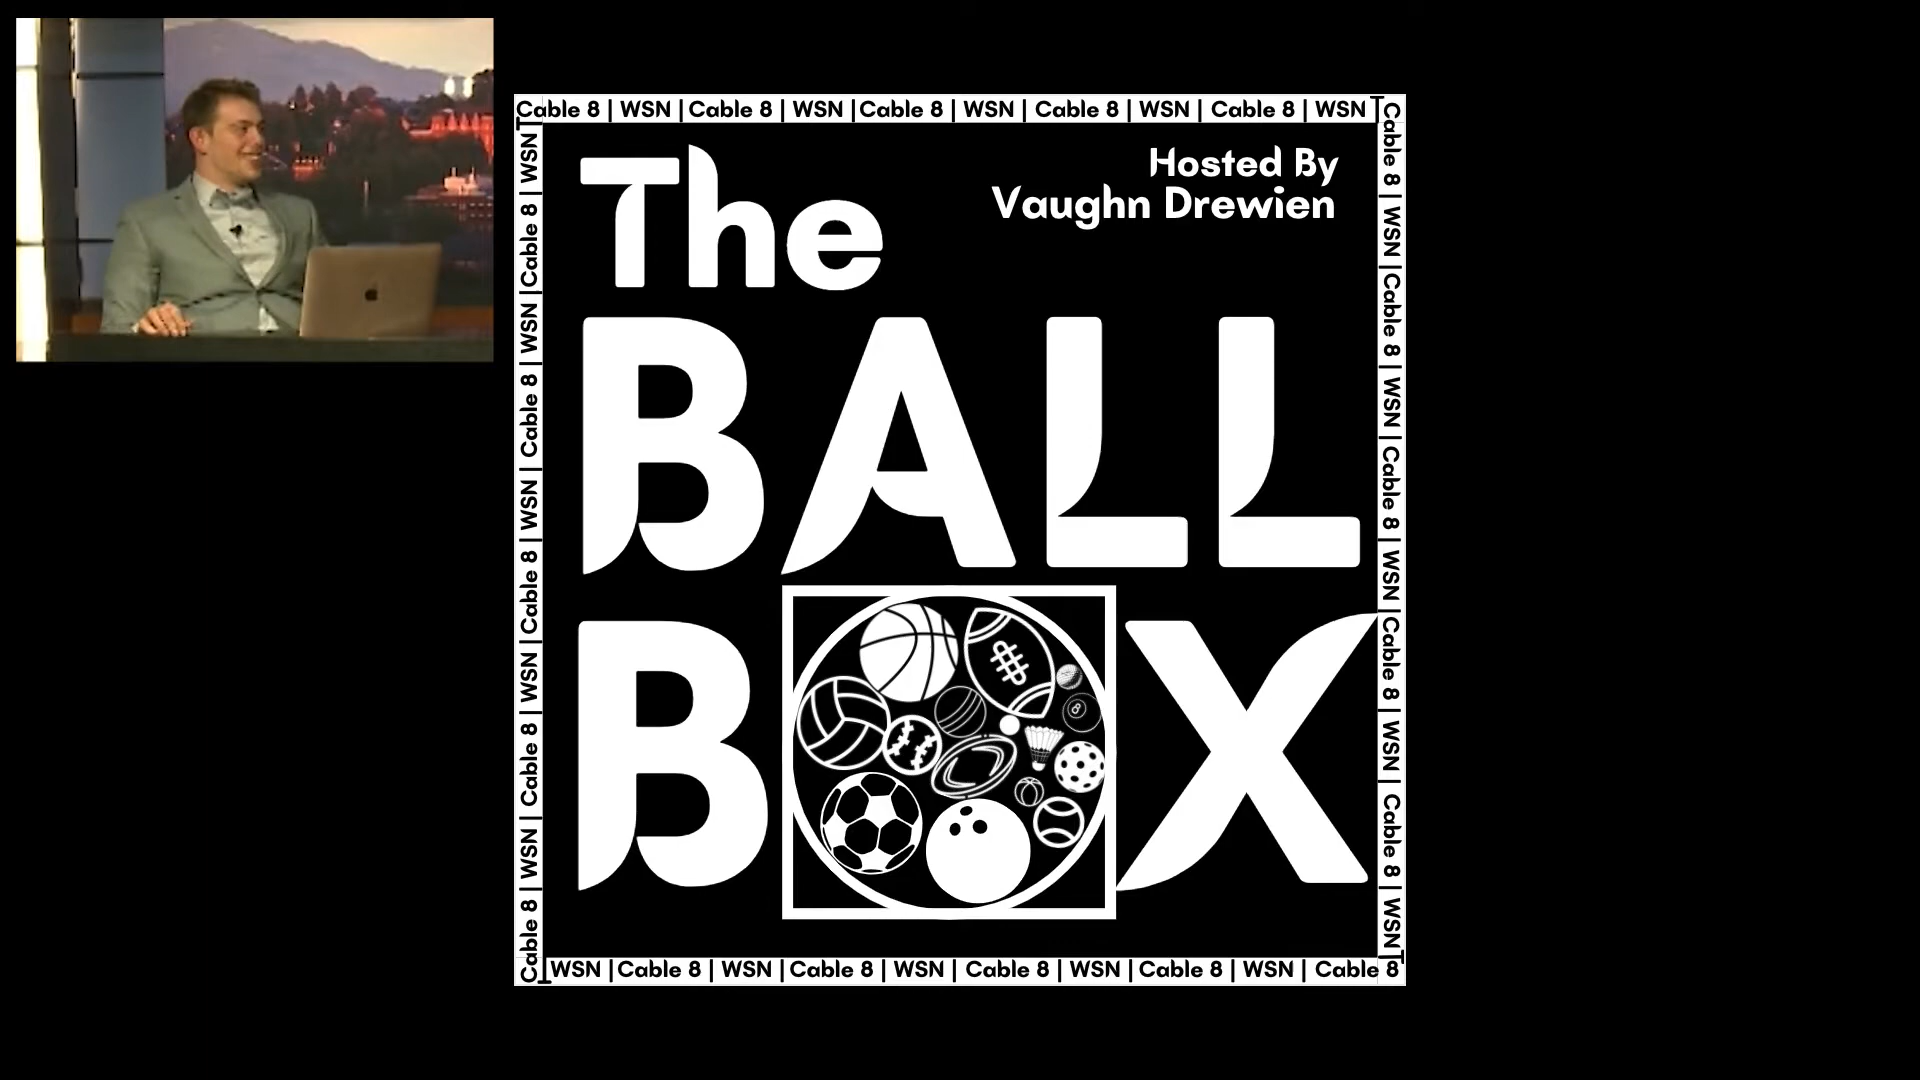 Cable 8 | WSN | Cable 8 | WSN | Cable 8 | WSN | Cable 8 | WSN | Cable 8 | WSN |
Hosted By
Vaughn Drewien
The
BALL
B X
8
Cable 8 | WSN | Cable 8 | WSN | Cable 8 | WSN | Cable 8 | WSN | Cable 8 | WSN
Cable 8 | WSN | Cable 8 | WSN | Cable 8 | WSN | Cable 8 | WSN | Cable 8 | WSN
WSN | Cable 8 | WSN | Cable 8 | WSN | Cable 8 | WSN | Cable 8 | WSN | Cable 8